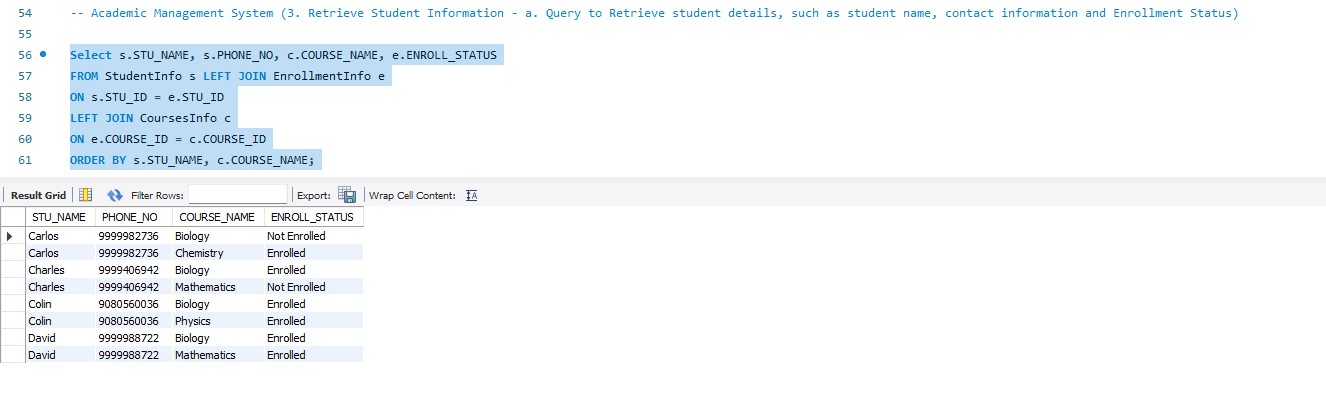 54 -- Academic Management System (3. Retrieve Student Information - a. Query to Retrieve student details, such as student name, contact information and Enrollment Status)
55
56 Select s.STU_NAME, s.PHONE_NO, c.COURSE_NAME, e.ENROLL_STATUS
57 FROM StudentInfo s LEFT JOIN EnrollmentInfo e
58 ON s.STU_ID = e.STU_ID
59 LEFT JOIN CoursesInfo c
60 ON e.COURSE_ID = c.COURSE_ID
61 ORDER BY s.STU_NAME, c.COURSE_NAME;
Result Grid Filter Rows: Export: Wrap Cell Content: IA
STU_NAME PHONE_NO COURSE_NAME ENROLL_STATUS
Carlos 9999982736 Biology Not Enrolled
Carlos 9999982736 Chemistry Enrolled
Charles 9999406942 Biology Enrolled
Charles 9999406942 Mathematics Not Enrolled
Colin 9080560036 Biology Enrolled
Colin 9080560036 Physics Enrolled
David 9999988722 Biology Enrolled
David 9999988722 Mathematics Enrolled